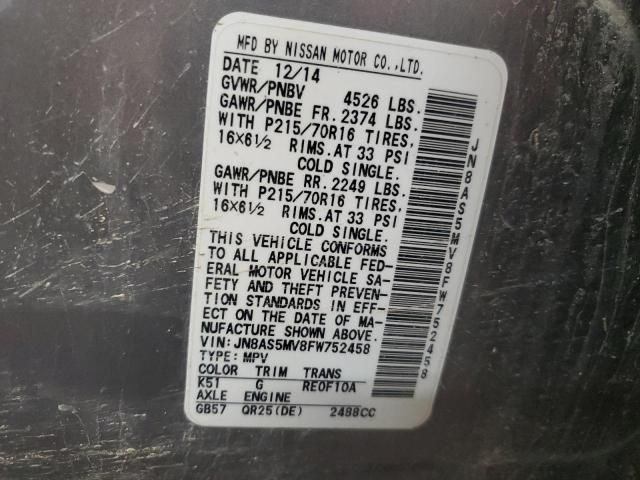 MFD BY NISSAN MOTOR CO.,LTD.
DATE 12/14
GVWR/PNBV 4526 LBS.
GAWR/PNBE FR. 2374 LBS.
WITH P215/70R16 TIRES,
16X6½ RIMS. AT 33 PSI
COLD SINGLE.
GAWR/PNBE RR. 2249 LBS.
WITH P215/70R16 TIRES,
16X6½ RIMS. AT 33 PSI
COLD SINGLE.
THIS VEHICLE CONFORMS
TO ALL APPLICABLE FED-
ERAL MOTOR VEHICLE SA-
FETY AND THEFT PREVEN-
TION STANDARDS IN EFF-
ECT ON THE DATE OF MA-
NUFACTURE SHOWN ABOVE.
VIN: JN8AS5MV8FW752458
TYPE: MPV
COLOR TRIM TRANS
K51 G RE0F10A
AXLE ENGINE
GB57 QR25(DE) 2488CC
JN8AS5MV8FW752458